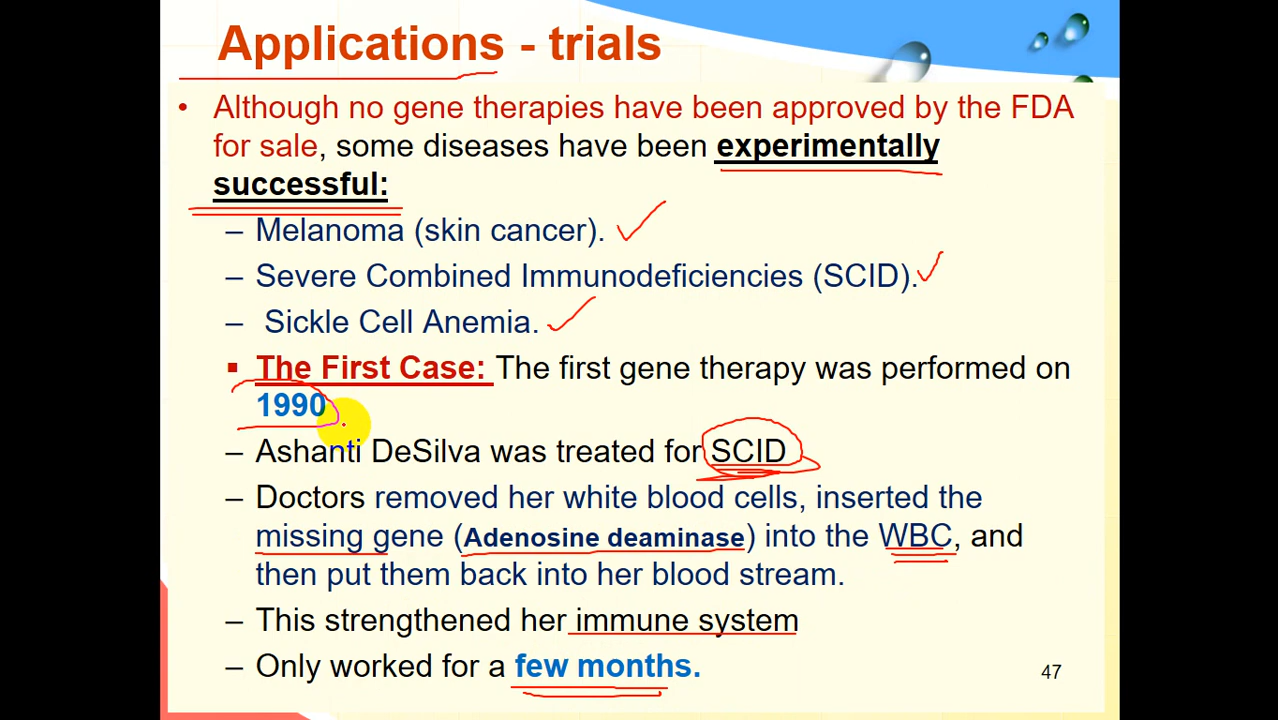 Applications - trials
• Although no gene therapies have been approved by the FDA
for sale, some diseases have been experimentally
successful:
– Melanoma (skin cancer).
– Severe Combined Immunodeficiencies (SCID).
– Sickle Cell Anemia.
▪ The First Case: The first gene therapy was performed on
1990
– Ashanti DeSilva was treated for SCID
– Doctors removed her white blood cells, inserted the
missing gene (Adenosine deaminase) into the WBC, and
then put them back into her blood stream.
– This strengthened her immune system
– Only worked for a few months.
47